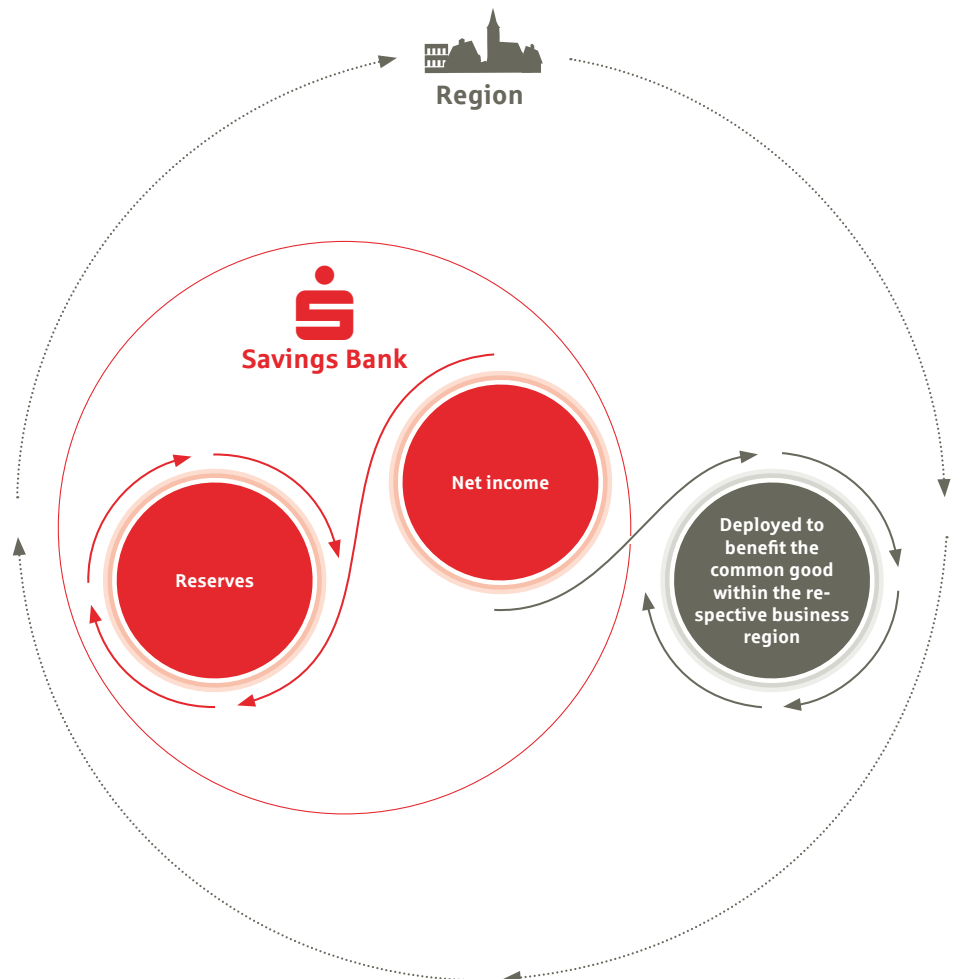 Region
Savings Bank
Net income
Reserves
Deployed to
benefit the
common good
within the re-
spective business
region